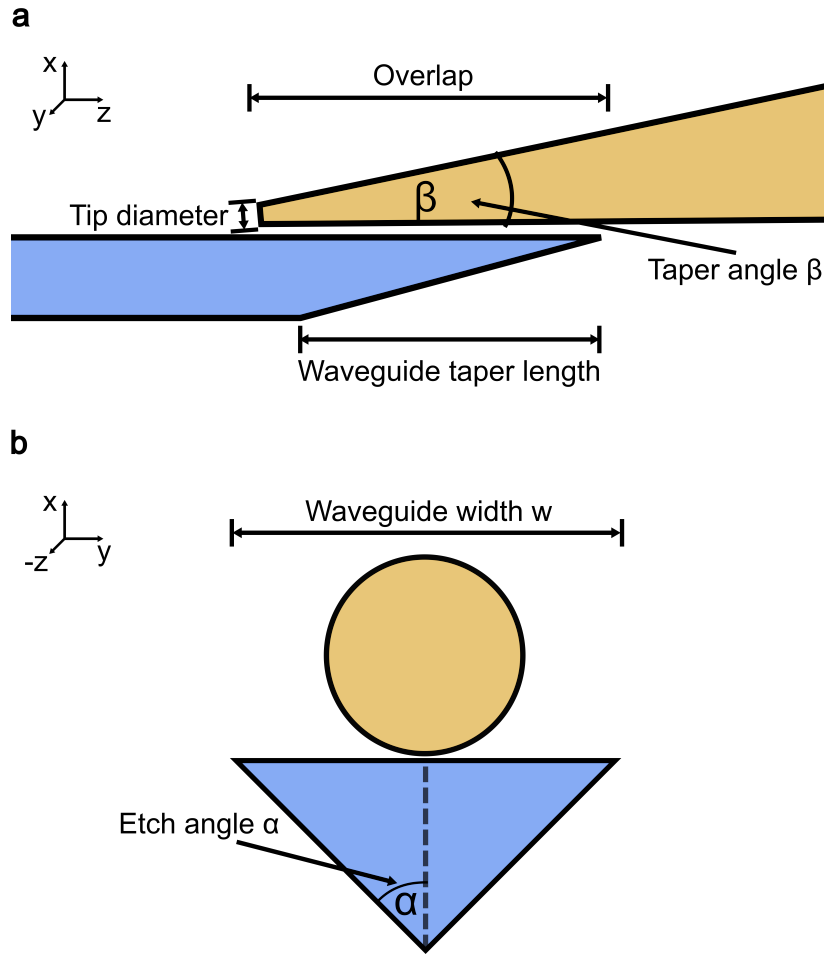 a
x
y
z
Overlap
Tip diameter
β
Taper angle β
Waveguide taper length
b
x
-z
y
Waveguide width w
Etch angle α
α